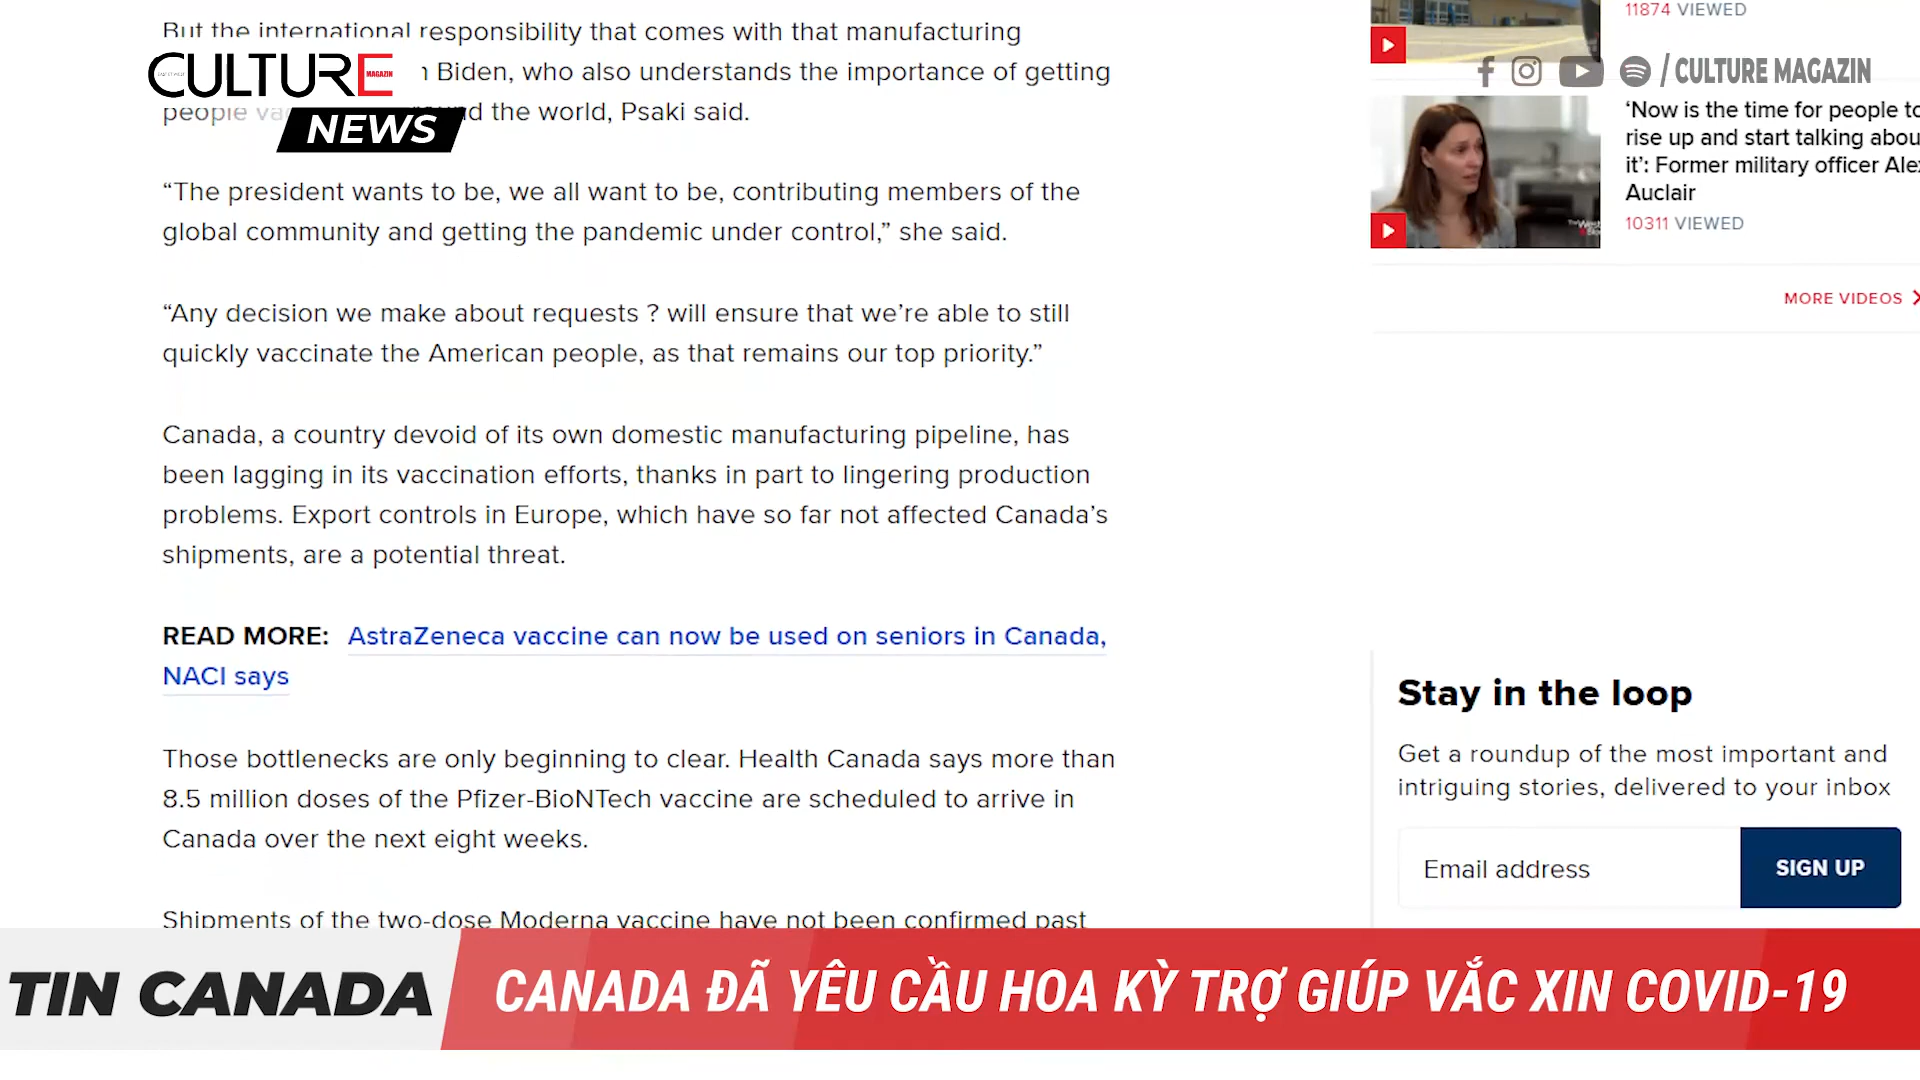 But the international responsibility that comes with that manufacturing
Biden, who also understands the importance of getting
people the world, Psaki said.
CULTURE
MAGAZIN
NEWS
“The president wants to be, we all want to be, contributing members of the
global community and getting the pandemic under control,” she said.
“Any decision we make about requests ? will ensure that we’re able to still
quickly vaccinate the American people, as that remains our top priority.”
Canada, a country devoid of its own domestic manufacturing pipeline, has
been lagging in its vaccination efforts, thanks in part to lingering production
problems. Export controls in Europe, which have so far not affected Canada’s
shipments, are a potential threat.
READ MORE: AstraZeneca vaccine can now be used on seniors in Canada,
NACI says
Those bottlenecks are only beginning to clear. Health Canada says more than
8.5 million doses of the Pfizer-BioNTech vaccine are scheduled to arrive in
Canada over the next eight weeks.
Shipments of the two-dose Moderna vaccine have not been confirmed past
11874 VIEWED
/ CULTURE MAGAZIN
‘Now is the time for people to
rise up and start talking about
it’: Former military officer Alex
Auclair
10311 VIEWED
MORE VIDEOS
Stay in the loop
Get a roundup of the most important and
intriguing stories, delivered to your inbox
Email address
SIGN UP
TIN CANADA
CANADA ĐÃ YÊU CẦU HOA KỲ TRỢ GIÚP VẮC XIN COVID-19